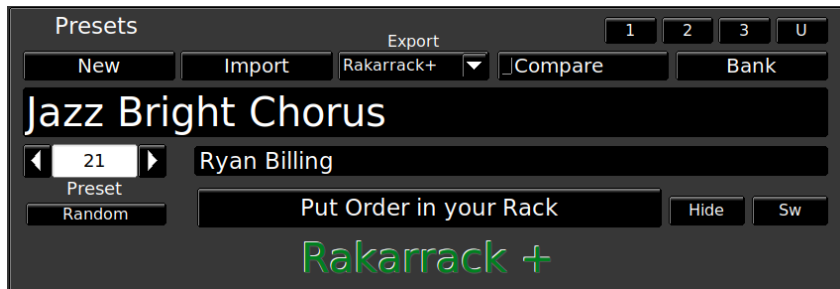 Presets
Export
1 2 3 U
New Import Rakarrack+ Compare Bank
Jazz Bright Chorus
21 Ryan Billing
Preset
Random Put Order in your Rack Hide Sw
Rakarrack +